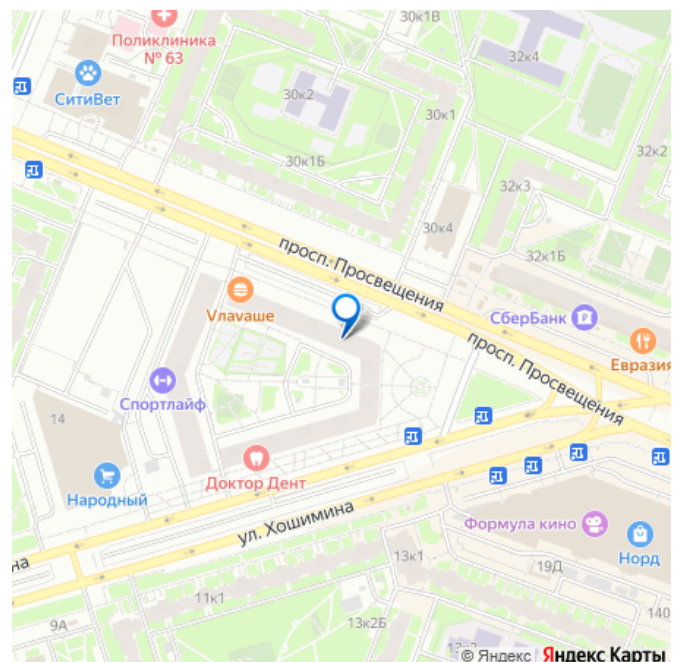 30к1В
Поликлиника
№ 63
32к4
СитиВет
30к2
30к1
32к2
30к1Б
32к3
30к4
просп. Просвещения
32к1Б
Vлаvаше
СберБанк
просп. Просвещения
Евразия
Спортлайф
14
Доктор Дент
Народный
ул. Хошимина
Формула кино
Норд
на
13к1
19Д
11к1
140
9А
13к2Б
© Яндекс Яндекс Карты